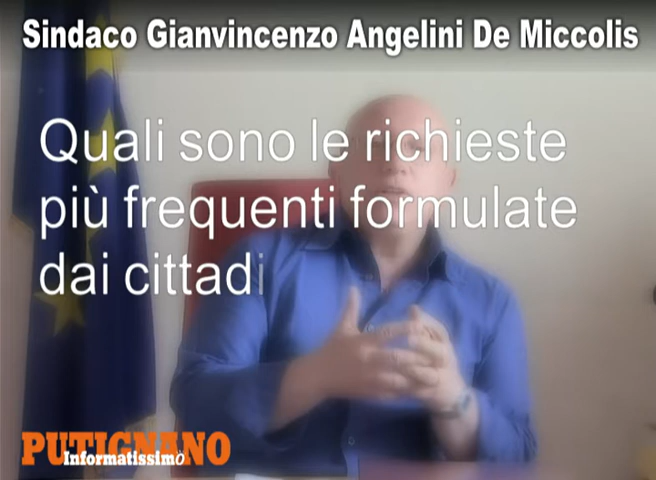 Sindaco Gianvincenzo Angelini De Miccolis
Quali sono le richieste
più frequenti formulate
dai cittadi
PUTIGNANO
Informatissimo